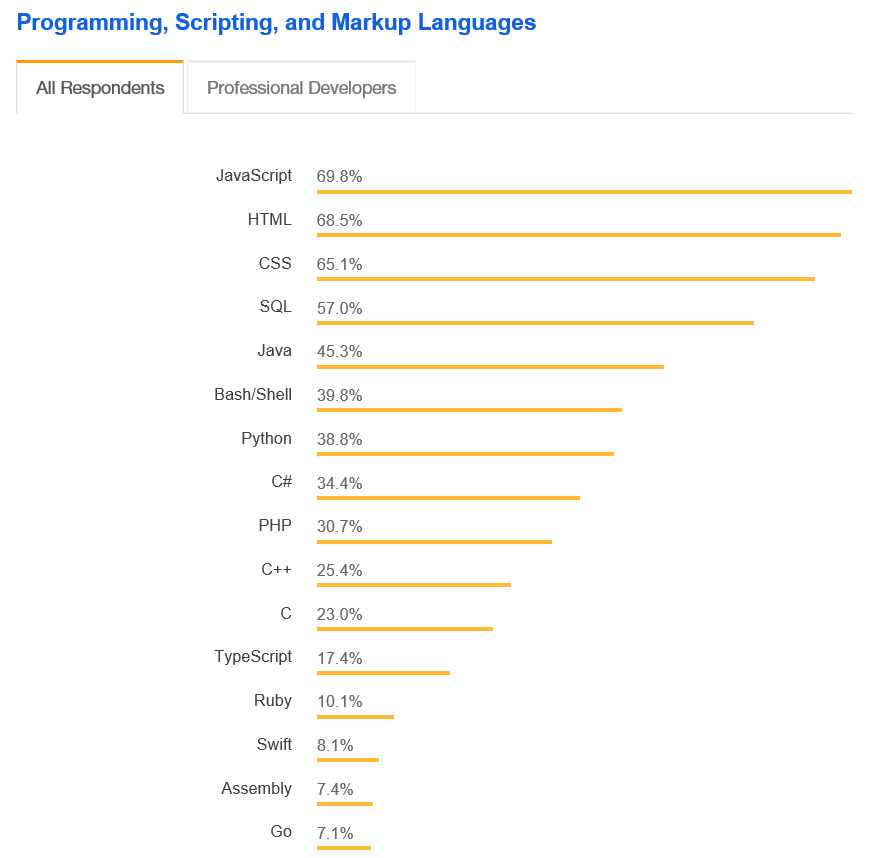 Programming, Scripting, and Markup Languages
All Respondents
Professional Developers
JavaScript 69.8%
HTML 68.5%
CSS 65.1%
SQL 57.0%
Java 45.3%
Bash/Shell 39.8%
Python 38.8%
C# 34.4%
PHP 30.7%
C++ 25.4%
C 23.0%
TypeScript 17.4%
Ruby 10.1%
Swift 8.1%
Assembly 7.4%
Go 7.1%